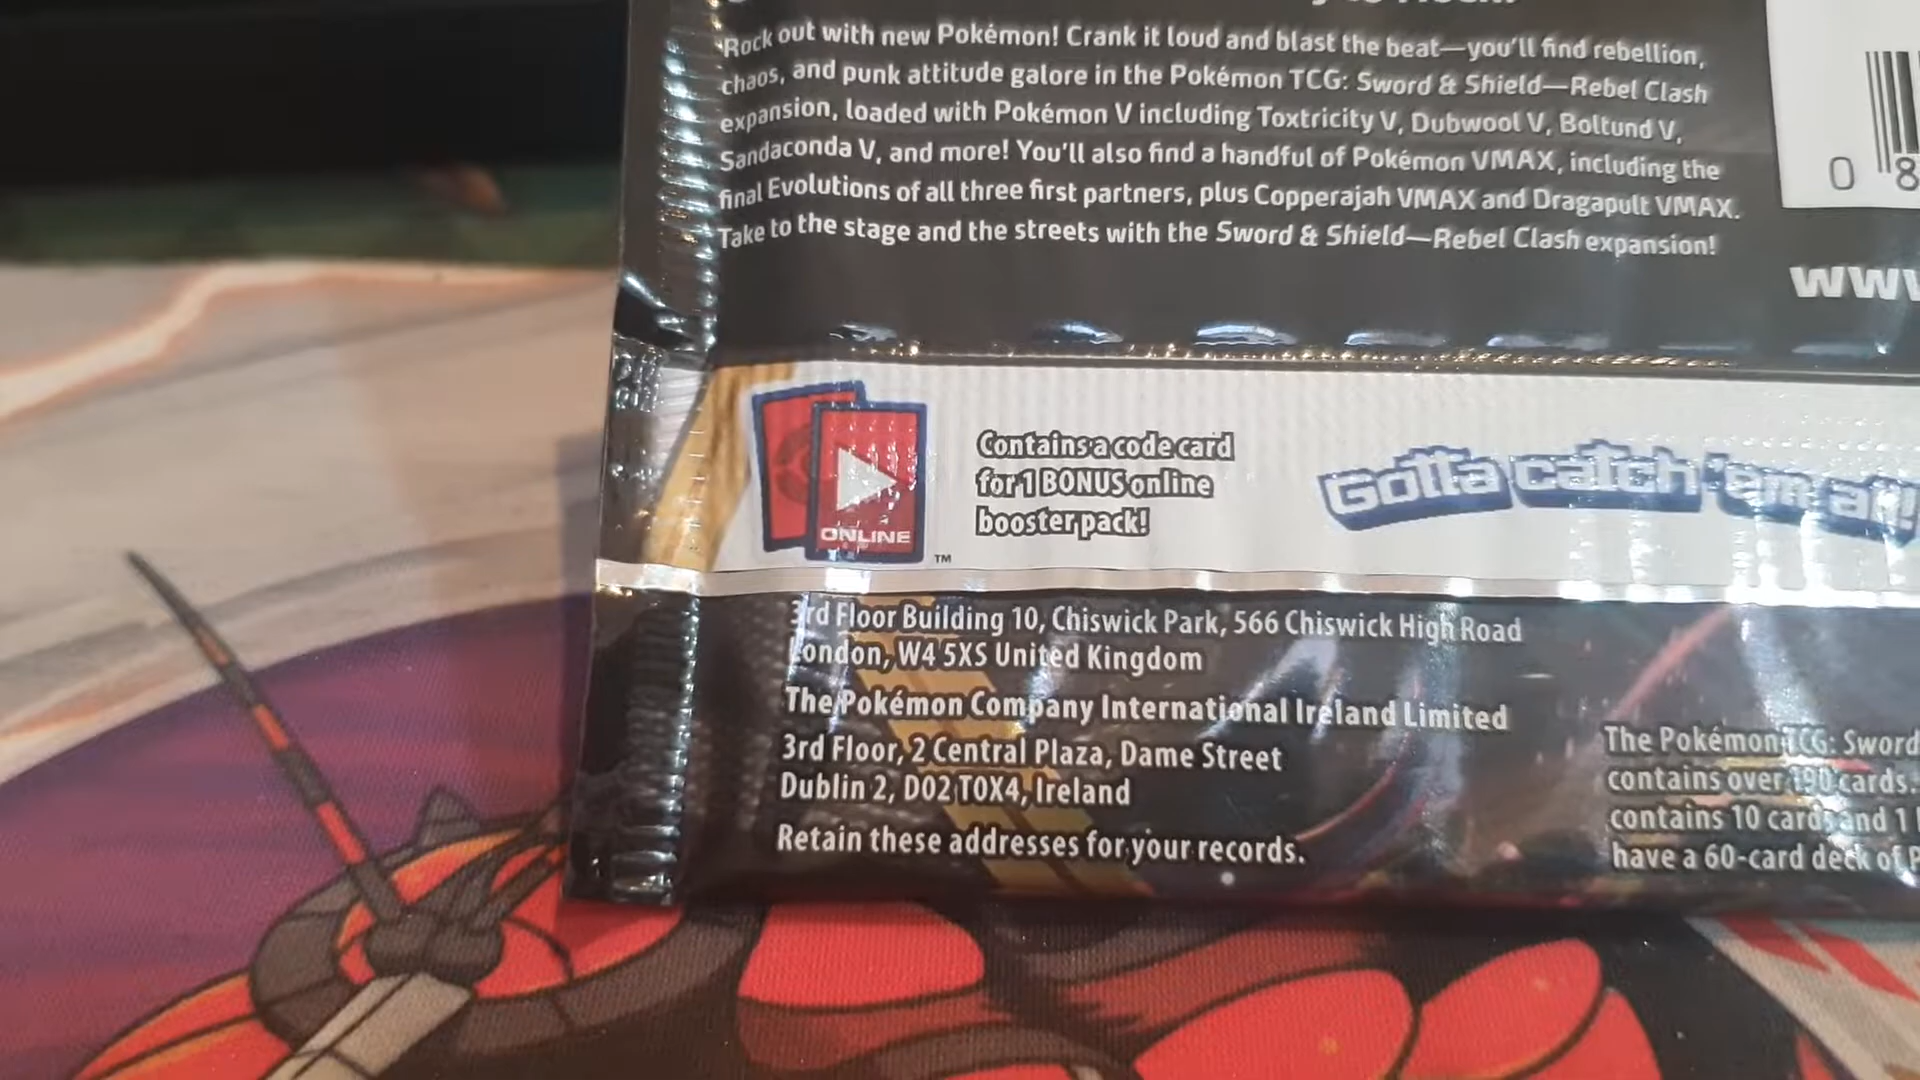 Rock out with new Pokémon! Crank it loud and blast the beat—you'll find rebellion,
chaos, and punk attitude galore in the Pokémon TCG: Sword & Shield—Rebel Clash
expansion, loaded with Pokémon V including Toxtricity V, Dubwool V, Boltund V,
Sandaconda V, and more! You'll also find a handful of Pokémon VMAX, including the
final Evolutions of all three first partners, plus Copperajah VMAX and Dragapult VMAX.
Take to the stage and the streets with the Sword & Shield—Rebel Clash expansion!
0 8
www
ONLINE
TM
Contains a code card
for 1 BONUS online
booster pack!
Gotta catch 'em all!
3rd Floor Building 10, Chiswick Park, 566 Chiswick High Road
London, W4 5XS United Kingdom
The Pokémon Company International Ireland Limited
3rd Floor, 2 Central Plaza, Dame Street
Dublin 2, D02 T0X4, Ireland
Retain these addresses for your records.
The Pokémon TCG: Sword
contains over 190 cards.
contains 10 cards and 1
have a 60-card deck of P